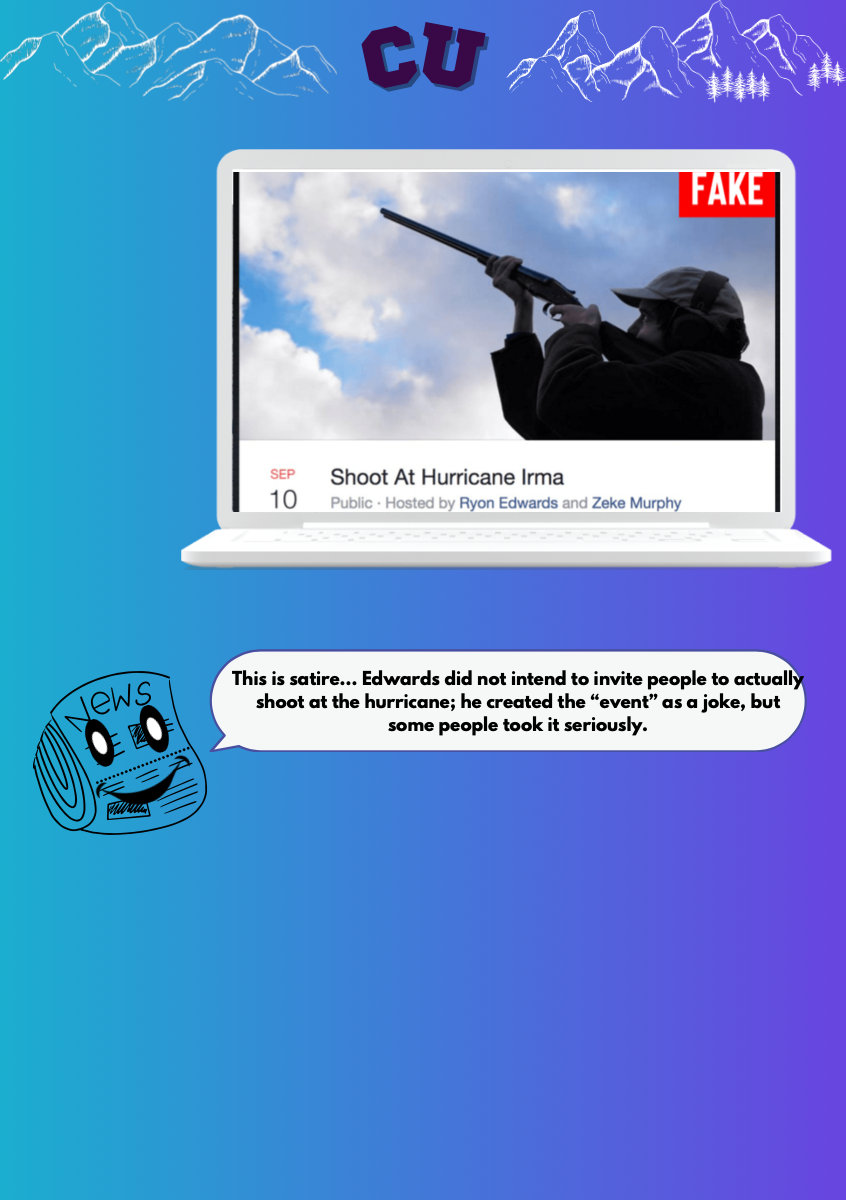 CU
FAKE
SEP
10
Shoot At Hurricane Irma
Public · Hosted by Ryon Edwards and Zeke Murphy
News
This is satire... Edwards did not intend to invite people to actually
shoot at the hurricane; he created the “event” as a joke, but
some people took it seriously.